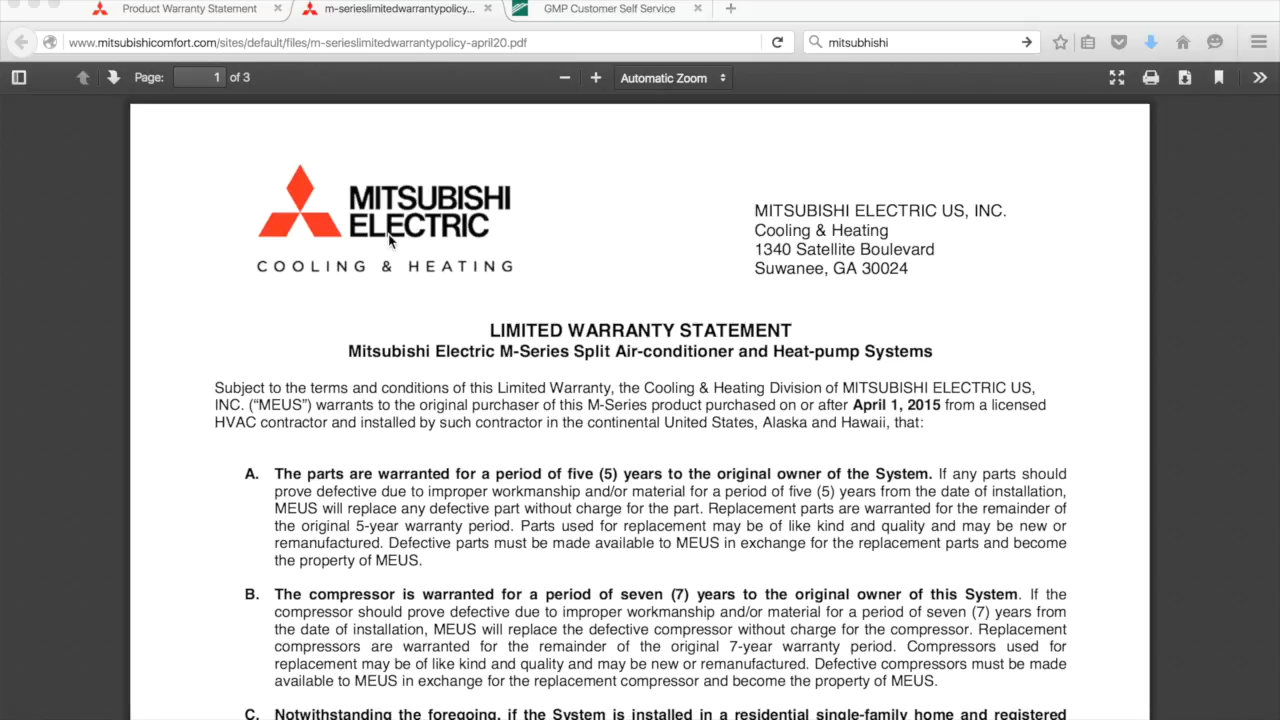 Product Warranty Statement
m-serieslimitedwarrantypolicy...
GMP Customer Self Service
www.mitsubishicomfort.com/sites/default/files/m-serieslimitedwarrantypolicy-april20.pdf
mitsubhishi
Page: 1 of 3
Automatic Zoom
MITSUBISHI
ELECTRIC
COOLING & HEATING
MITSUBISHI ELECTRIC US, INC.
Cooling & Heating
1340 Satellite Boulevard
Suwanee, GA 30024
LIMITED WARRANTY STATEMENT
Mitsubishi Electric M-Series Split Air-conditioner and Heat-pump Systems
Subject to the terms and conditions of this Limited Warranty, the Cooling & Heating Division of MITSUBISHI ELECTRIC US,
INC. (“MEUS”) warrants to the original purchaser of this M-Series product purchased on or after April 1, 2015 from a licensed
HVAC contractor and installed by such contractor in the continental United States, Alaska and Hawaii, that:
A. The parts are warranted for a period of five (5) years to the original owner of the System. If any parts should
prove defective due to improper workmanship and/or material for a period of five (5) years from the date of installation,
MEUS will replace any defective part without charge for the part. Replacement parts are warranted for the remainder of
the original 5-year warranty period. Parts used for replacement may be of like kind and quality and may be new or
remanufactured. Defective parts must be made available to MEUS in exchange for the replacement parts and become
the property of MEUS.
B. The compressor is warranted for a period of seven (7) years to the original owner of this System. If the
compressor should prove defective due to improper workmanship and/or material for a period of seven (7) years from
the date of installation, MEUS will replace the defective compressor without charge for the compressor. Replacement
compressors are warranted for the remainder of the original 7-year warranty period. Compressors used for
replacement may be of like kind and quality and may be new or remanufactured. Defective compressors must be made
available to MEUS in exchange for the replacement compressor and become the property of MEUS.
C. Notwithstanding the foregoing, if the System is installed in a residential single-family home and registered